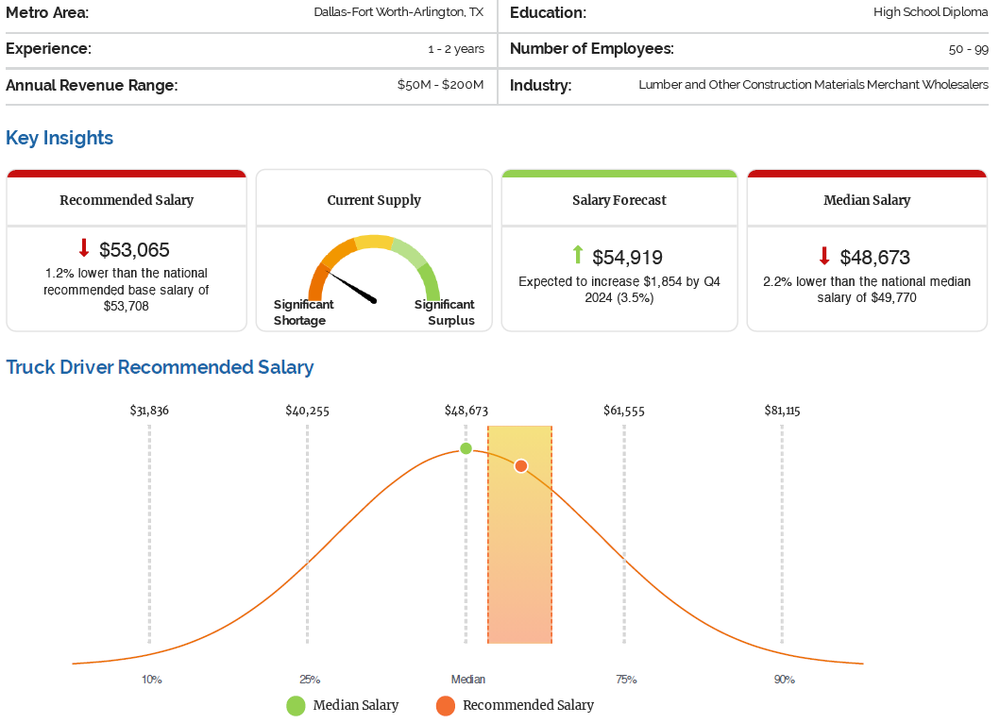 Metro Area: Dallas-Fort Worth-Arlington, TX Education: High School Diploma
Experience: 1 - 2 years Number of Employees: 50 - 99
Annual Revenue Range: $50M - $200M Industry: Lumber and Other Construction Materials Merchant Wholesalers
Key Insights
Recommended Salary
$53,065
1.2% lower than the national
recommended base salary of
$53,708
Current Supply
Significant
Shortage
Significant
Surplus
Salary Forecast
$54,919
Expected to increase $1,854 by Q4
2024 (3.5%)
Median Salary
$48,673
2.2% lower than the national median
salary of $49,770
Truck Driver Recommended Salary
$31,836 $40,255 $48,673 $61,555 $81,115
10% 25% Median 75% 90%
Median Salary Recommended Salary